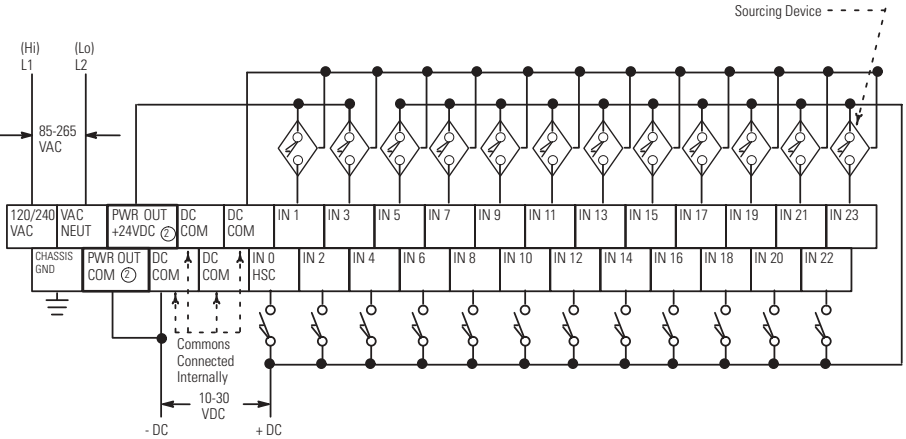 Sourcing Device
(Hi)
L1
(Lo)
L2
85-265
VAC
120/240
VAC
VAC
NEUT
PWR OUT
+24VDC ②
DC
COM
DC
COM
IN 1
IN 3
IN 5
IN 7
IN 9
IN 11
IN 13
IN 15
IN 17
IN 19
IN 21
IN 23
CHASSIS
GND
PWR OUT
COM ②
DC
COM
DC
COM
IN 0
HSC
IN 2
IN 4
IN 6
IN 8
IN 10
IN 12
IN 14
IN 16
IN 18
IN 20
IN 22
Commons
Connected
Internally
10-30
VDC
- DC
+ DC